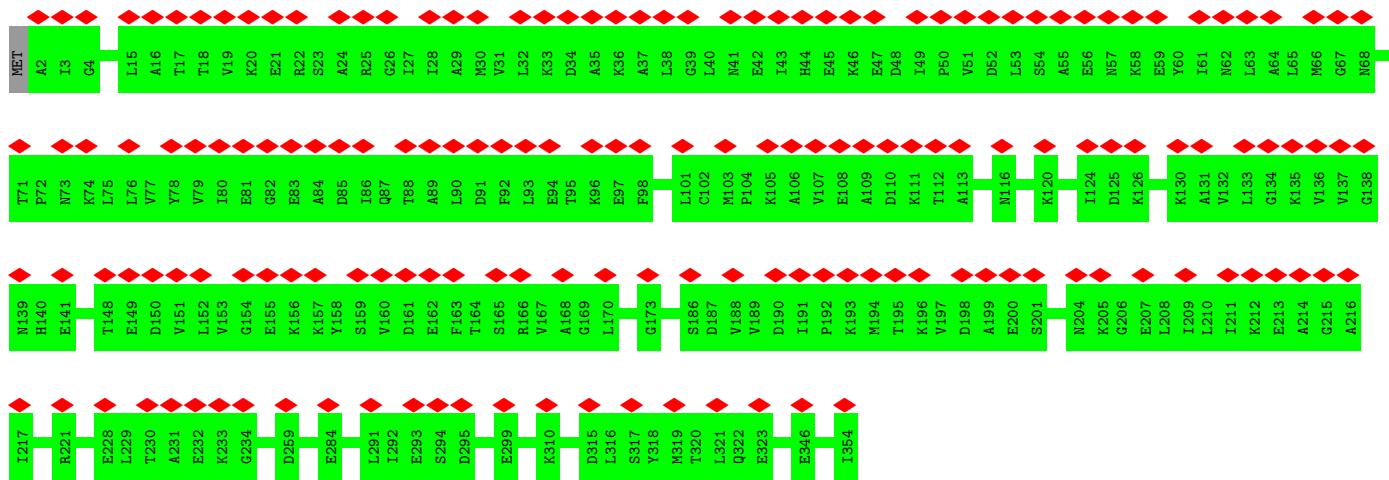 MET A2 I3 G4 L15 A16 T17 T18 V19 K20 E21 R22 S23 A24 R25 G26 I27 I28 A29 M30 V31 L32 K33 D34 A35 K36 A37 L38 G39 L40 N41 E42 I43 H44 E45 K46 E47 D48 I49 P50 V51 D52 L53 S54 A55 E56 N57 K58 E59 Y60 I61 N62 L63 A64 L65 M66 G67 N68
T71 P72 N73 K74 L75 L76 V77 Y78 V79 I80 E81 G82 E83 A84 D85 I86 Q87 T88 A89 L90 D91 F92 L93 E94 T95 K96 E97 F98 L101 C102 M103 P104 K105 A106 V107 E108 A109 D110 K111 T112 A113 N116 K120 I124 D125 K126 K130 A131 V132 L133 G134 K135 V136 V137 G138
N139 H140 E141 T148 E149 D150 V151 L152 V153 G154 E155 K156 K157 Y158 S159 V160 D161 E162 F163 T164 S165 R166 V167 A168 G169 L170 G173 S186 D187 V188 V189 D190 I191 P192 K193 M194 T195 K196 V197 D198 A199 E200 S201 N204 K205 G206 E207 L208 I209 L210 I211 K212 E213 A214 G215 A216
I217 R221 E228 L229 T230 A231 E232 K233 G234 D259 E284 L291 I292 E293 S294 D295 E299 K310 D315 L316 S317 Y318 M319 T320 L321 Q322 E323 E346 I354